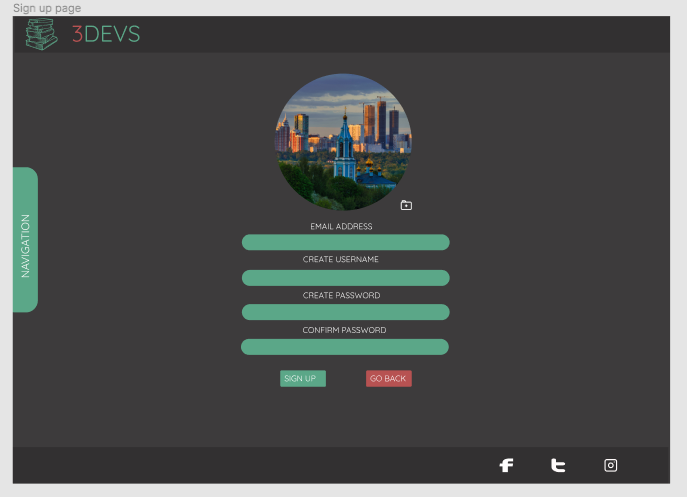 Sign up page
3DEVS
NAVIGATION
EMAIL ADDRESS
CREATE USERNAME
CREATE PASSWORD
CONFIRM PASSWORD
SIGN UP
GO BACK